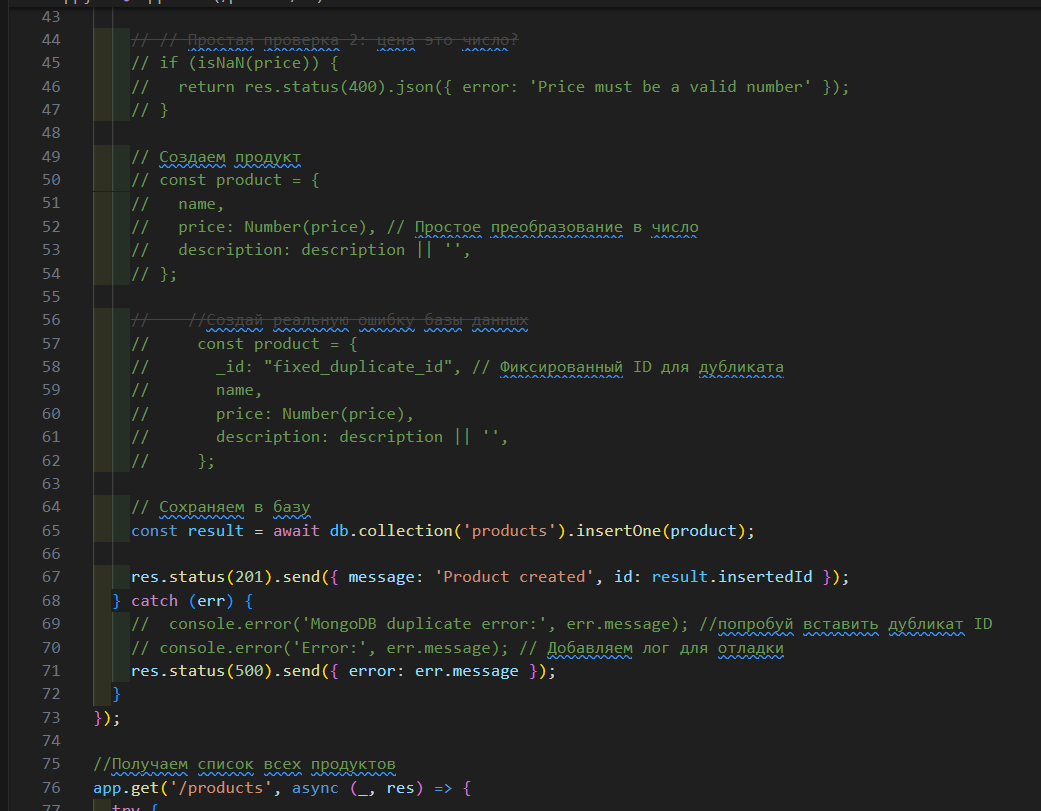 43
44 // // Простая проверка 2: цена это число?
45 // if (isNaN(price)) {
46 //   return res.status(400).json({ error: 'Price must be a valid number' });
47 // }
48
49 // Создаем продукт
50 // const product = {
51 //   name,
52 //   price: Number(price), // Простое преобразование в число
53 //   description: description || '',
54 // };
55
56 //    //Создай реальную ошибку базы данных
57 //     const product = {
58 //       _id: "fixed_duplicate_id", // Фиксированный ID для дубликата
59 //       name,
60 //       price: Number(price),
61 //       description: description || '',
62 //     };
63
64 // Сохраняем в базу
65 const result = await db.collection('products').insertOne(product);
66
67 res.status(201).send({ message: 'Product created', id: result.insertedId });
68 } catch (err) {
69 //  console.error('MongoDB duplicate error:', err.message); //попробуй вставить дубликат ID
70 // console.error('Error:', err.message); // Добавляем лог для отладки
71 res.status(500).send({ error: err.message });
72 }
73 });
74
75 //Получаем список всех продуктов
76 app.get('/products', async (_, res) => {
77 try {